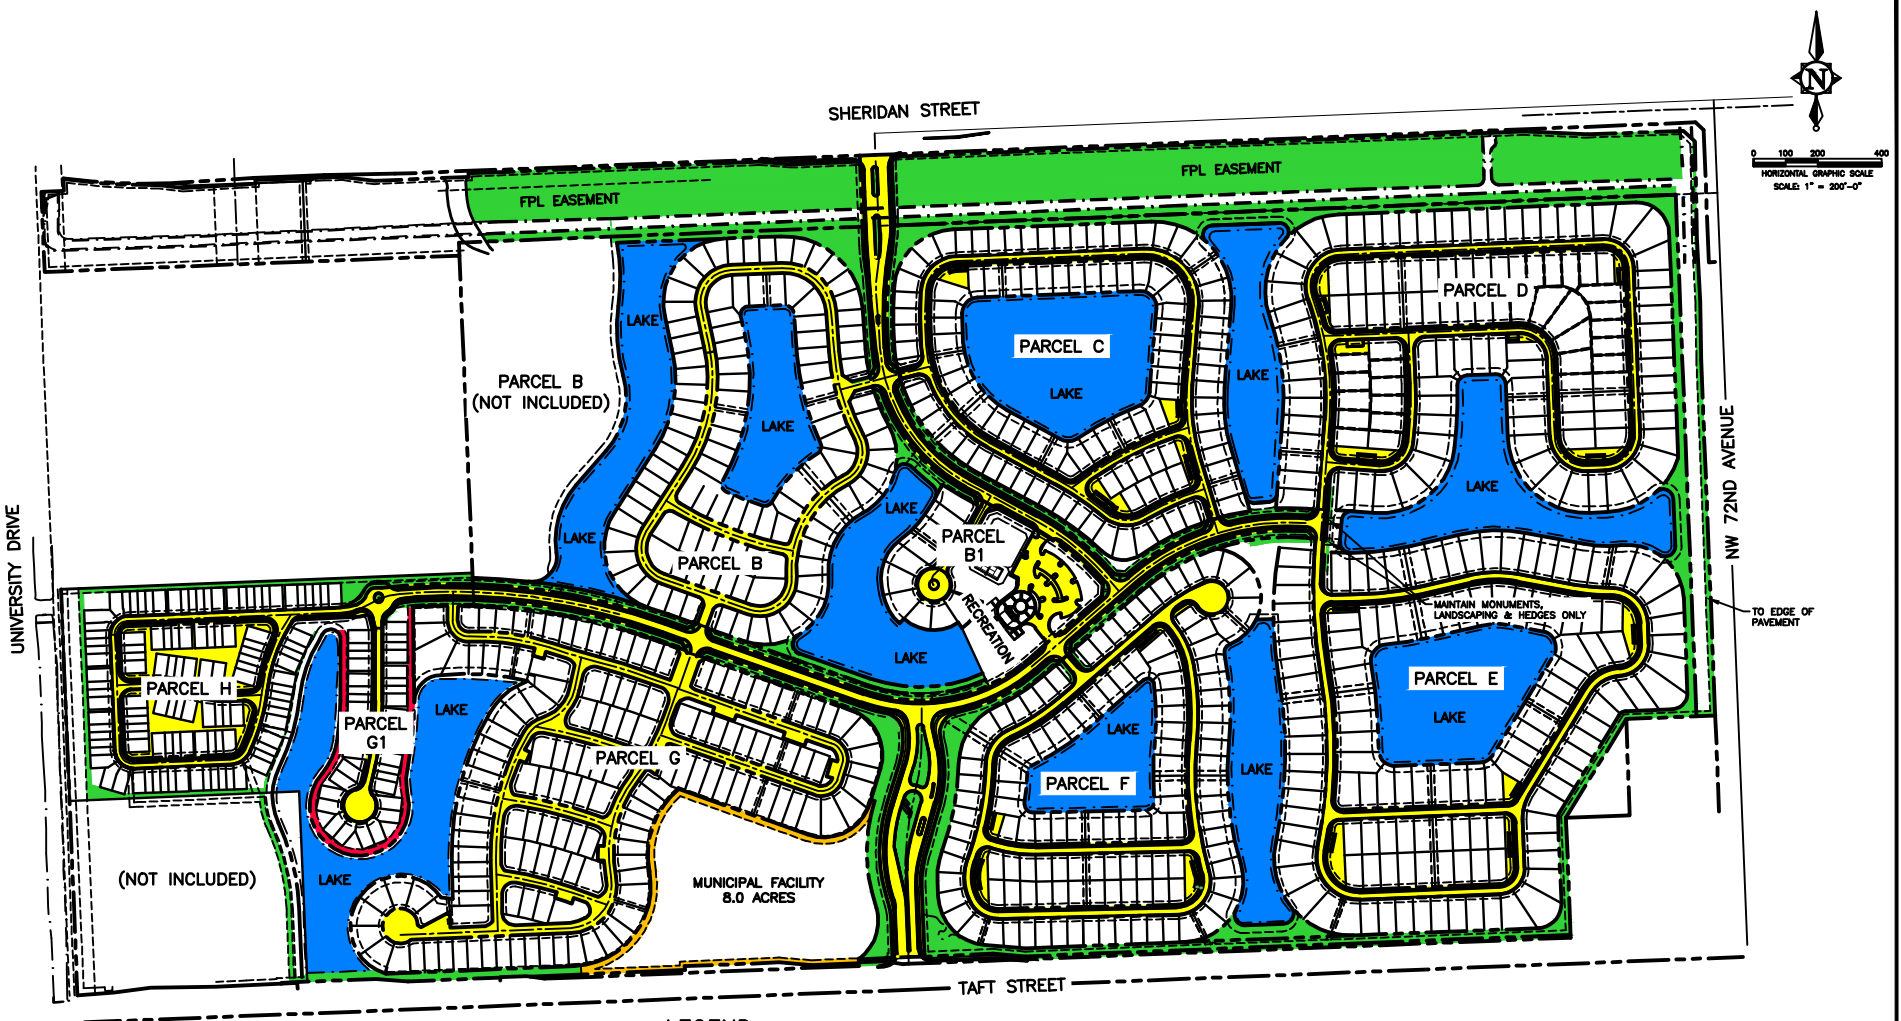 SHERIDAN STREET
N
0 100 200 400
HORIZONTAL GRAPHIC SCALE
SCALE: 1" = 200'-0"
FPL EASEMENT
FPL EASEMENT
PARCEL D
LAKE
PARCEL C
LAKE
LAKE
PARCEL B
(NOT INCLUDED)
LAKE
NW 72ND AVENUE
UNIVERSITY DRIVE
LAKE
LAKE
LAKE
PARCEL
B1
PARCEL B
RECREATION
MAINTAIN MONUMENTS,
LANDSCAPING & HEDGES ONLY
TO EDGE OF
PAVEMENT
LAKE
PARCEL H
PARCEL E
LAKE
LAKE
PARCEL
G1
LAKE
PARCEL G
LAKE
PARCEL F
(NOT INCLUDED)
LAKE
MUNICIPAL FACILITY
8.0 ACRES
TAFT STREET